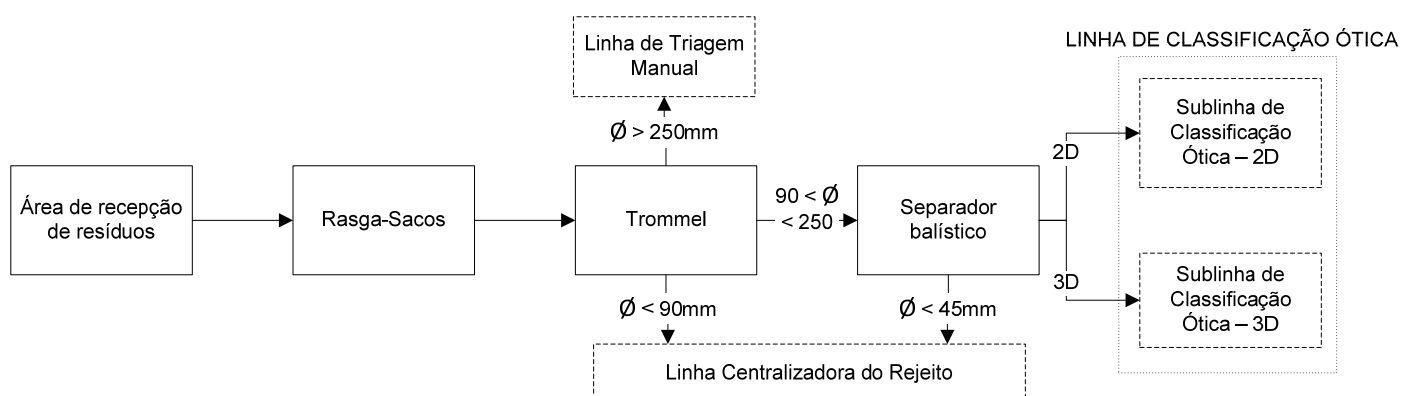 LINHA DE CLASSIFICAÇÃO ÓTICA
Linha de Triagem
Manual
Ø > 250mm
Área de recepção
de resíduos
Rasga-Sacos
Trommel
90 < Ø
< 250
Separador
balístico
2D
Sublinha de
Classificação
Ótica – 2D
3D
Sublinha de
Classificação
Ótica – 3D
Ø < 90mm
Ø < 45mm
Linha Centralizadora do Rejeito